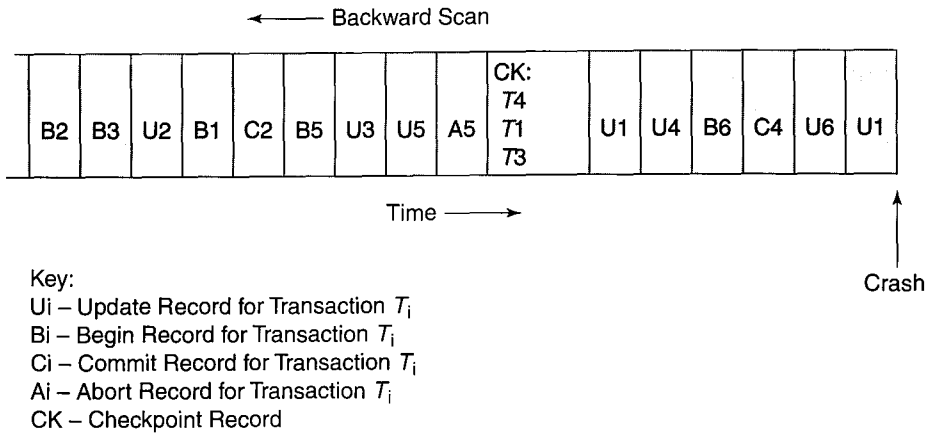 Backward Scan
B2 B3 U2 B1 C2 B5 U3 U5 A5 CK: T4 T1 T3 U1 U4 B6 C4 U6 U1
Time
Crash
Key:
Ui – Update Record for Transaction Ti
Bi – Begin Record for Transaction Ti
Ci – Commit Record for Transaction Ti
Ai – Abort Record for Transaction Ti
CK – Checkpoint Record